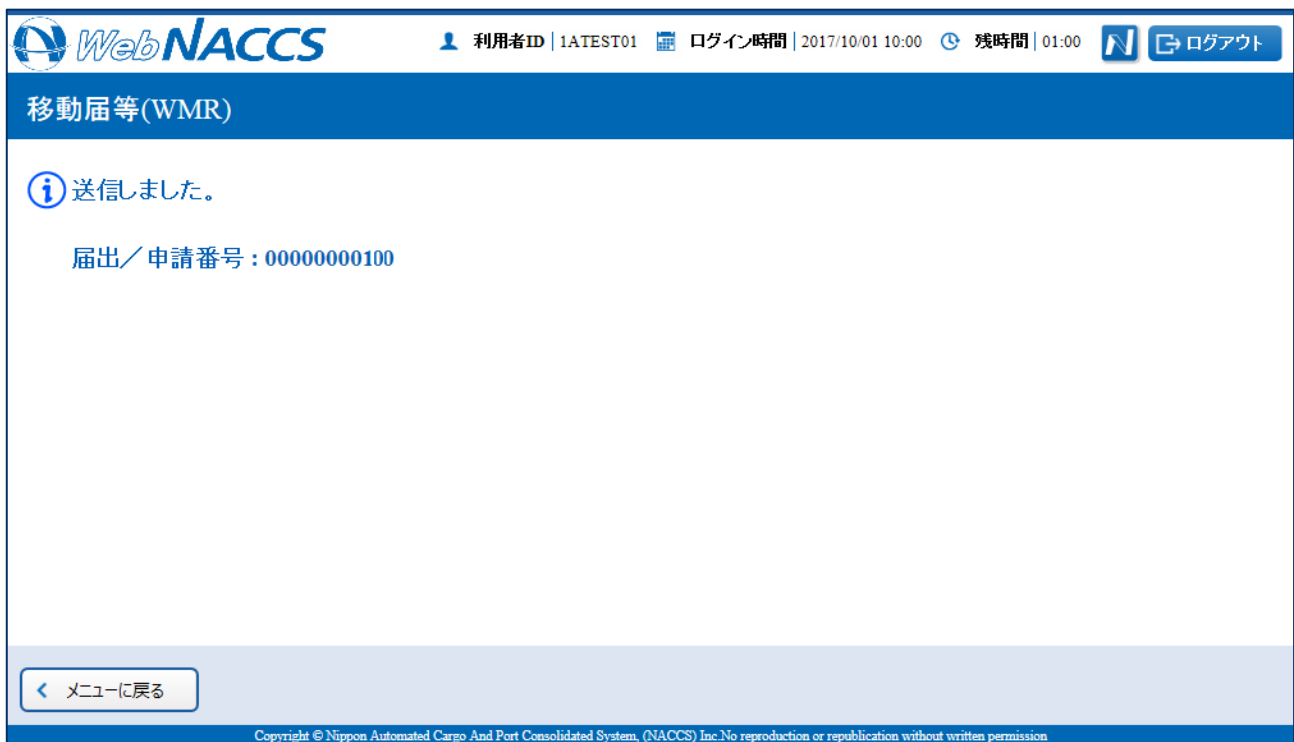 WebNACCS 利用者ID 1ATEST01 ログイン時間 2017/10/01 10:00 残時間 01:00 N ログアウト
移動届等(WMR)
送信しました。
届出／申請番号 : 00000000100
メニューに戻る
Copyright © Nippon Automated Cargo And Port Consolidated System, (NACCS) Inc.No reproduction or republication without written permission